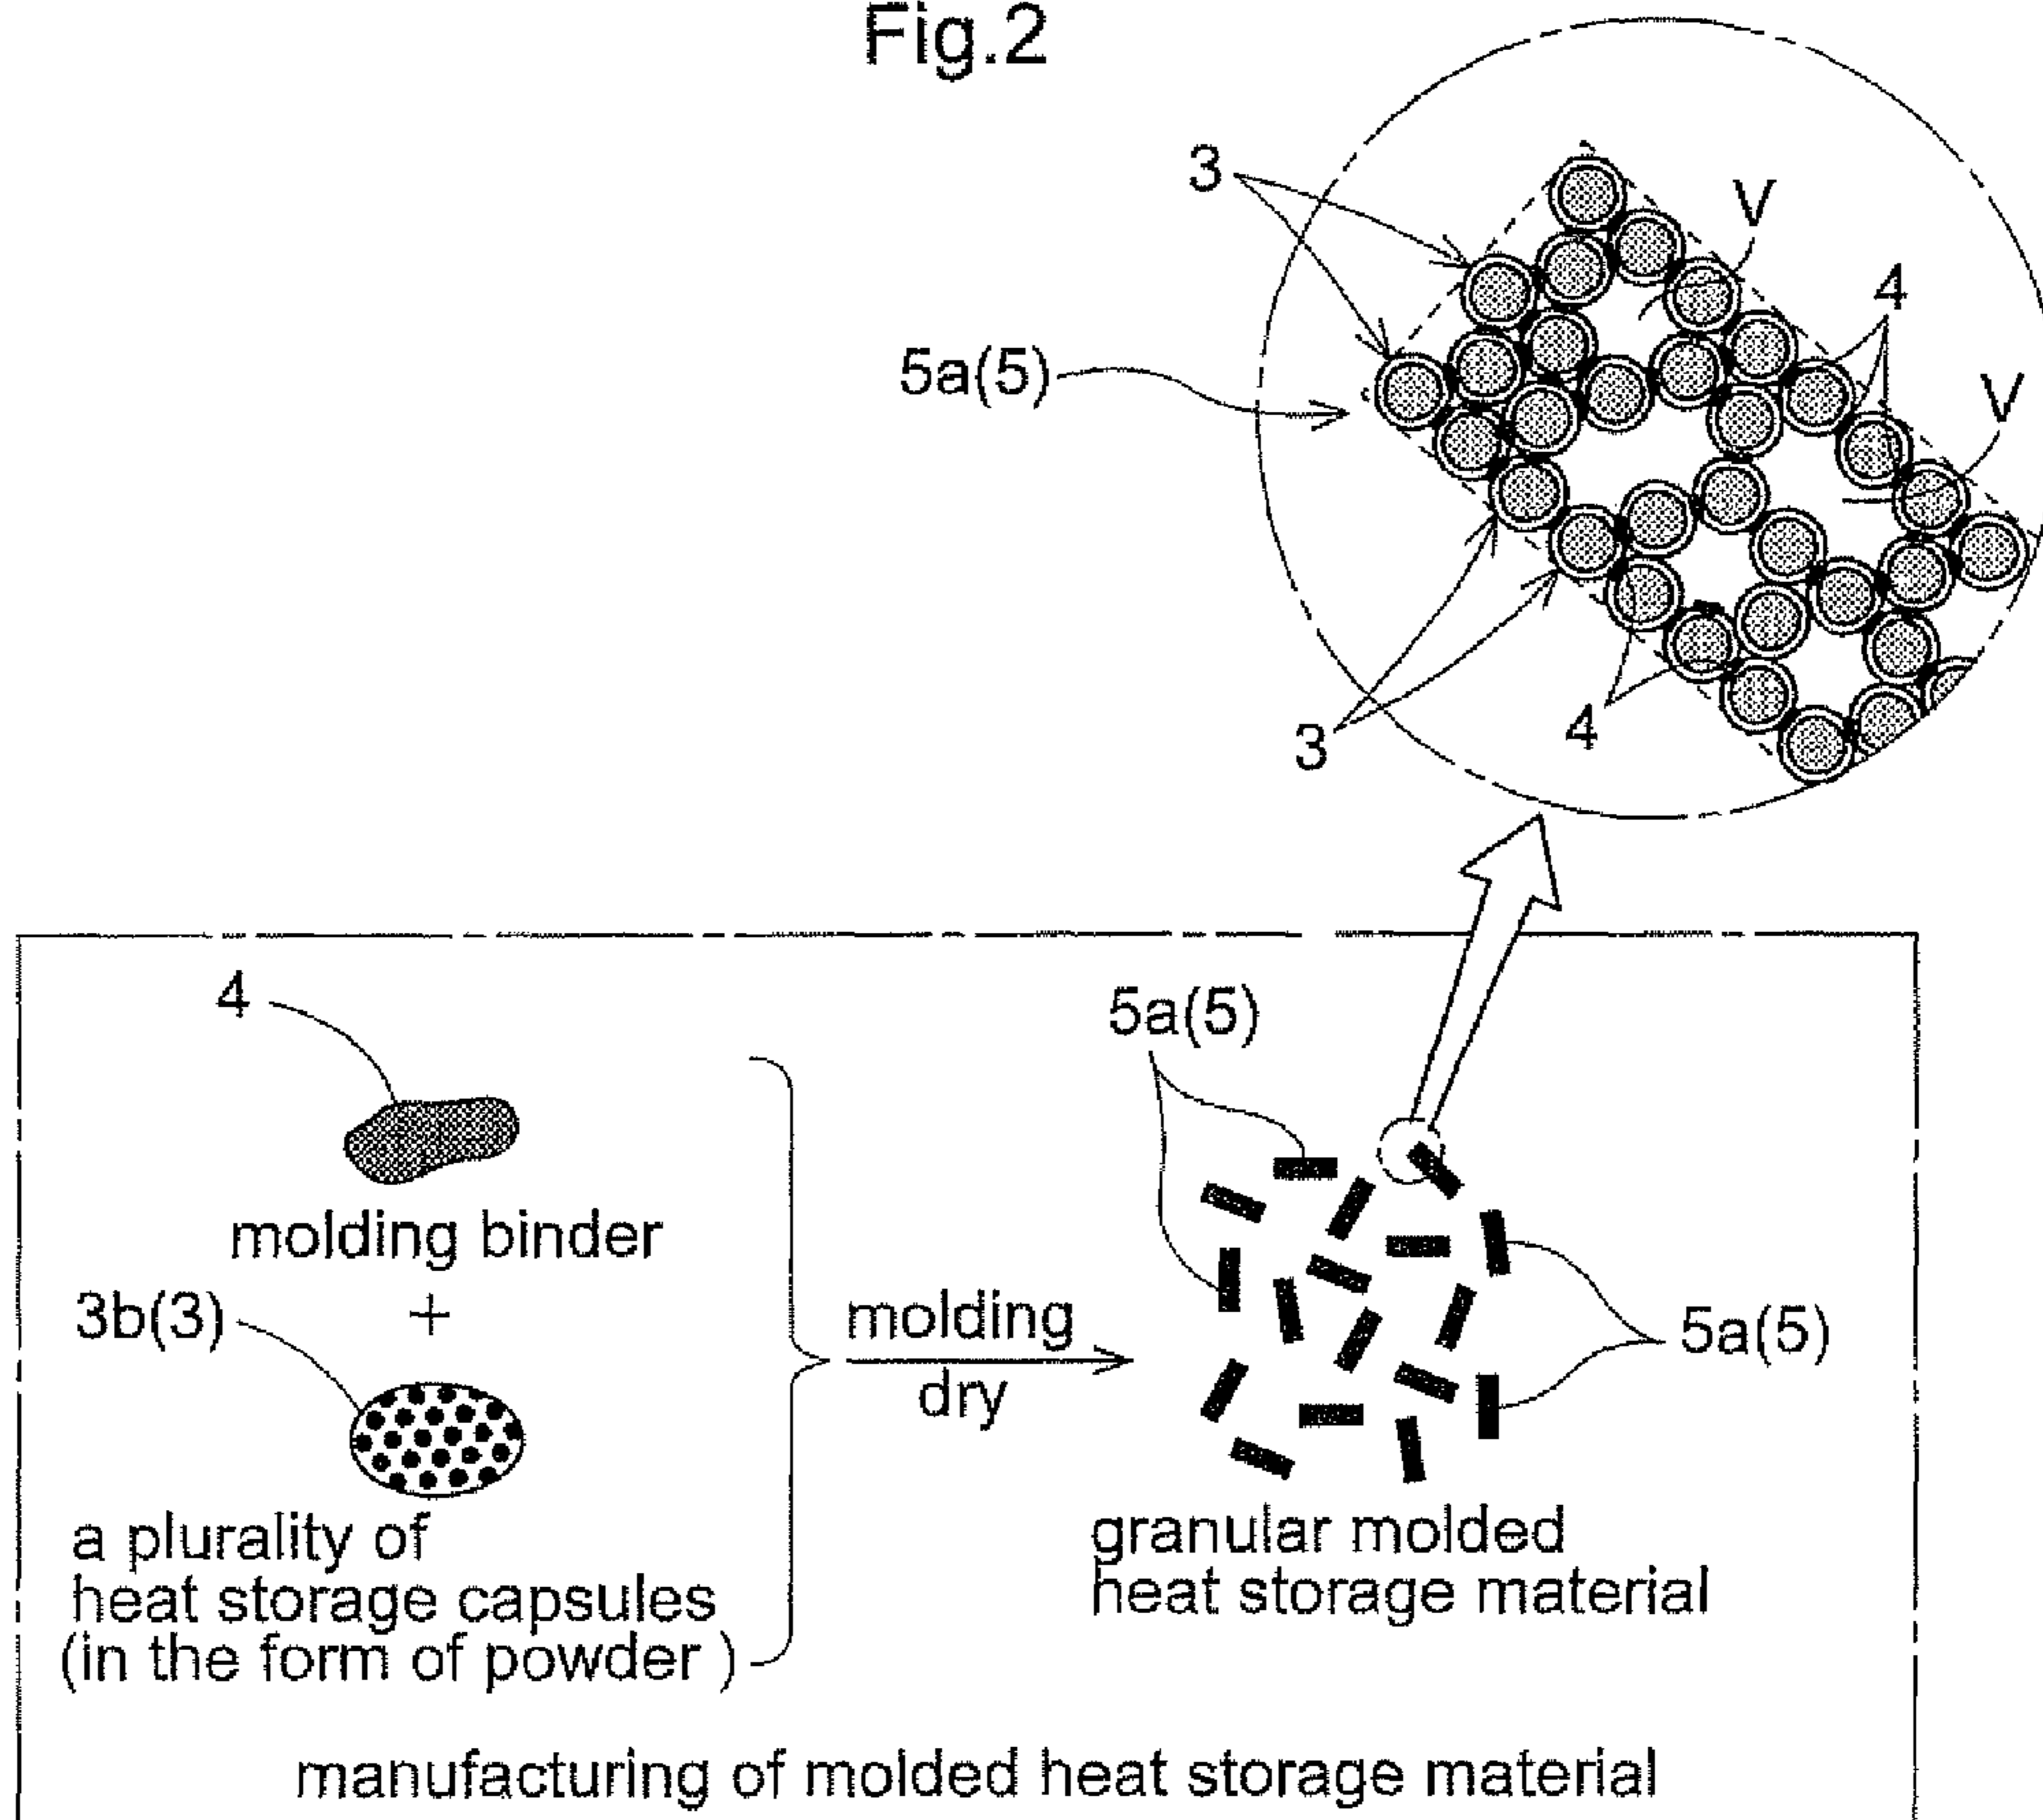 Fig.2
3
V
4
5a(5)
V
3
4
4
5a(5)
molding binder
3b(3)
+
molding
dry
5a(5)
a plurality of
heat storage capsules
(in the form of powder )
granular molded
heat storage material
manufacturing of molded heat storage material